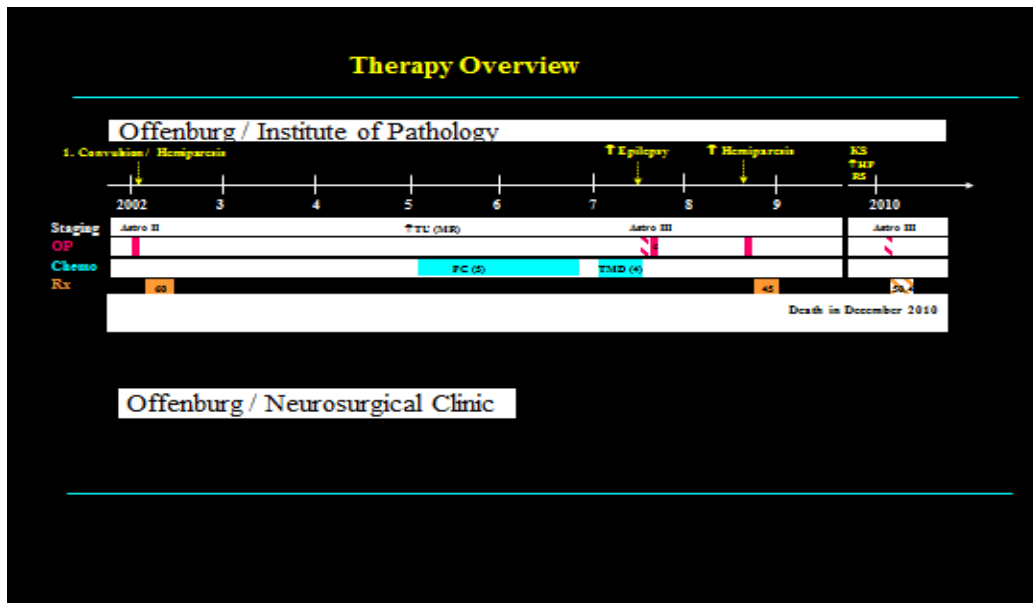 Therapy Overview
Offenburg / Institute of Pathology
1. Convulsion / Hemiparesis
↑ Epilepsy
↑ Hemiparesis
KS
↑HP
RS
2002 3 4 5 6 7 8 9 2010
Staging Astro II ↑TU (MR) Astro III Astro III
OP
Chemo PC (5) TMD (4)
Rx 60 45 50,4
Death in December 2010
Offenburg / Neurosurgical Clinic